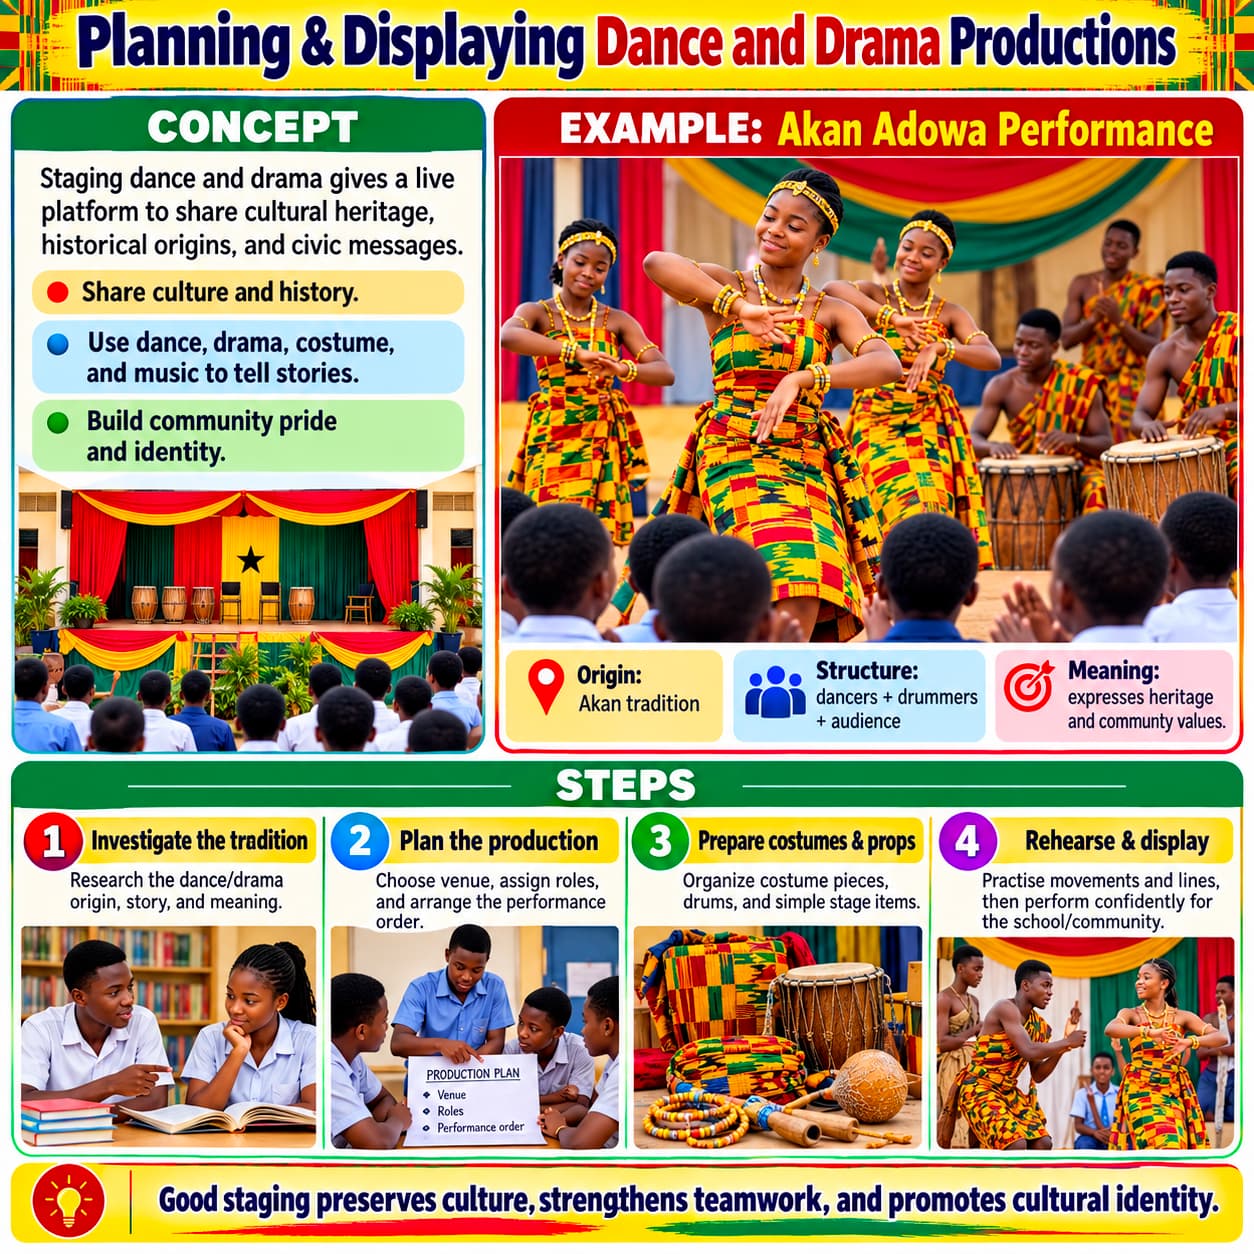 Planning & Displaying Dance and Drama Productions
CONCEPT
Staging dance and drama gives a live
platform to share cultural heritage,
historical origins, and civic messages.
Share culture and history.
Use dance, drama, costume,
and music to tell stories.
Build community pride
and identity.
EXAMPLE: Akan Adowa Performance
Origin:
Akan tradition
Structure:
dancers + drummers
+ audience
Meaning:
expresses heritage
and communty values.
STEPS
1 Investigate the tradition
Research the dance/drama
origin, story, and meaning.
2 Plan the production
Choose venue, assign roles,
and arrange the performance
order.
PRODUCTION PLAN
❖ Venue
❖ Roles
❖ Performance order
3 Prepare costumes & props
Organize costume pieces,
drums, and simple stage items.
4 Rehearse & display
Practise movements and lines,
then perform confidently for
the school/community.
Good staging preserves culture, strengthens teamwork, and promotes cultural identity.